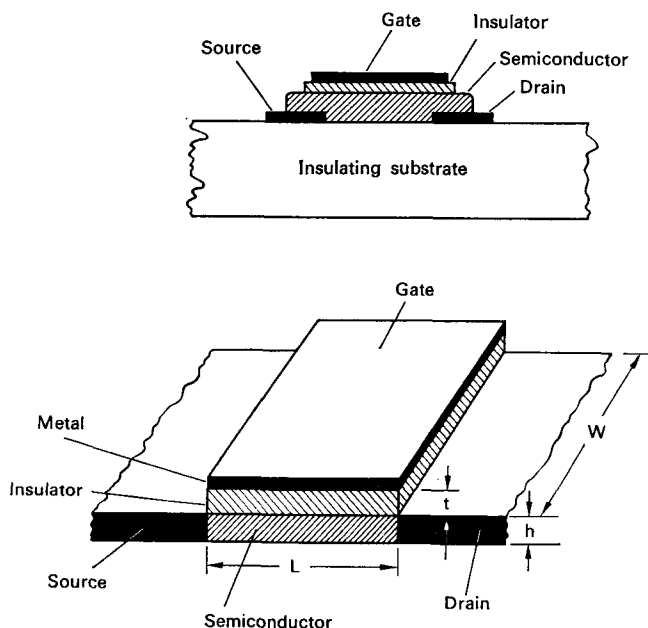 Gate
Insulator
Source
Semiconductor
Drain
Insulating substrate
Gate
W
Metal
Insulator
t
h
Source
L
Drain
Semiconductor